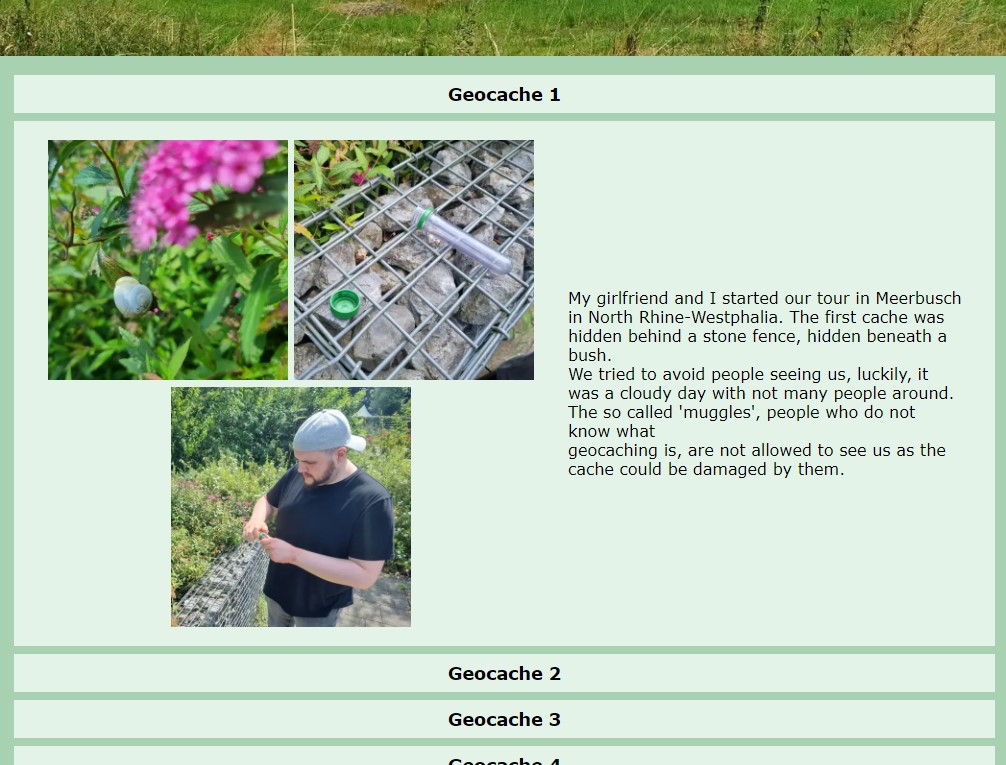 Geocache 1
My girlfriend and I started our tour in Meerbusch
in North Rhine-Westphalia. The first cache was
hidden behind a stone fence, hidden beneath a
bush.
We tried to avoid people seeing us, luckily, it
was a cloudy day with not many people around.
The so called 'muggles', people who do not
know what
geocaching is, are not allowed to see us as the
cache could be damaged by them.
Geocache 2
Geocache 3
Geocache 4